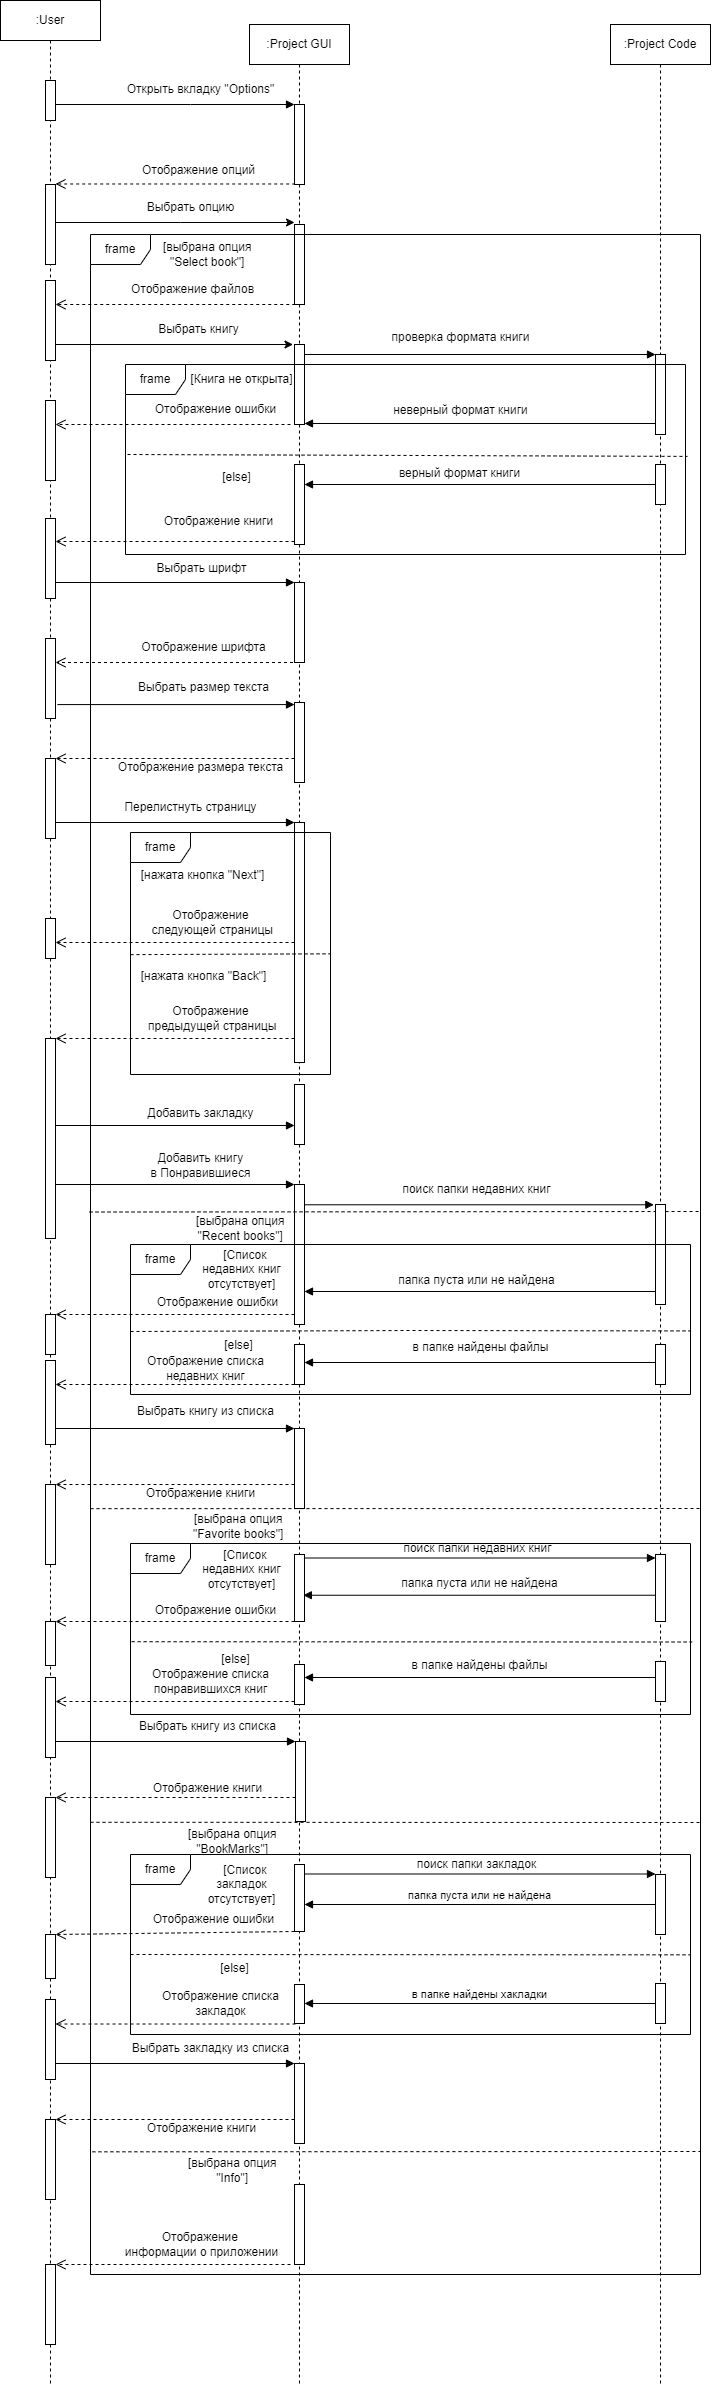 :User
:Project GUI
:Project Code
Открыть вкладку "Options"
Отображение опций
Выбрать опцию
frame
[выбрана опция
"Select book"]
Отображение файлов
Выбрать книгу
проверка формата книги
frame
[Книга не открыта]
Отображение ошибки
неверный формат книги
[else]
верный формат книги
Отображение книги
Выбрать шрифт
Отображение шрифта
Выбрать размер текста
Отображение размера текста
Перелистнуть страницу
frame
[нажата кнопка "Next"]
Отображение
следующей страницы
[нажата кнопка "Back"]
Отображение
предыдущей страницы
Добавить закладку
Добавить книгу
в Понравившиеся
поиск папки недавних книг
[выбрана опция
"Recent books"]
frame
[Список
недавних книг
отсутствует]
папка пуста или не найдена
Отображение ошибки
[else]
в папке найдены файлы
Отображение списка
недавних книг
Выбрать книгу из списка
Отображение книги
[выбрана опция
"Favorite books"]
поиск папки недавних книг
frame
[Список
недавних книг
отсутствует]
папка пуста или не найдена
Отображение ошибки
[else]
в папке найдены файлы
Отображение списка
понравившихся книг
Выбрать книгу из списка
Отображение книги
[выбрана опция
"BookMarks"]
frame
поиск папки закладок
[Список
закладок
отсутствует]
папка пуста или не найдена
Отображение ошибки
[else]
в папке найдены хакладки
Отображение списка
закладок
Выбрать закладку из списка
Отображение книги
[выбрана опция
"Info"]
Отображение
информации о приложении